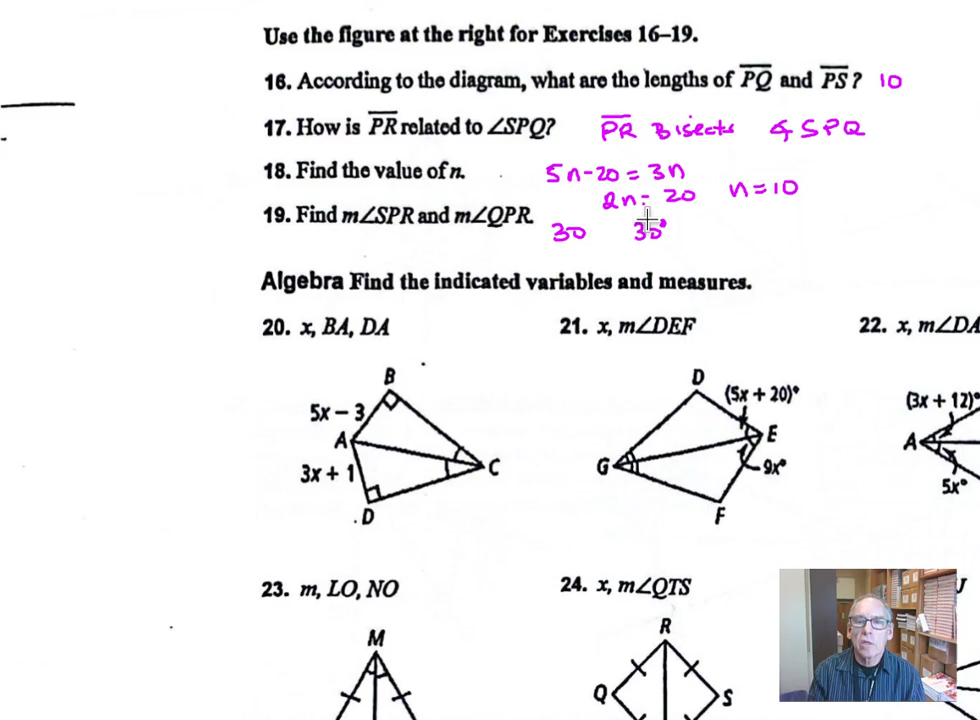 Use the figure at the right for Exercises 16–19.
16. According to the diagram, what are the lengths of PQ and PS? 10
17. How is PR related to ∠SPQ? PR Bisects ∡ SPQ
18. Find the value of n. 5n-20 = 3n
2n = 20 n = 10
19. Find m∠SPR and m∠QPR.
30 30°
Algebra Find the indicated variables and measures.
20. x, BA, DA
21. x, m∠DEF
22. x, m∠DA
B
5x – 3
A
3x + 1
C
D
D
(5x + 20)°
E
G
9x°
F
(3x + 12)°
A
5x°
23. m, LO, NO
24. x, m∠QTS
M
R
Q
S